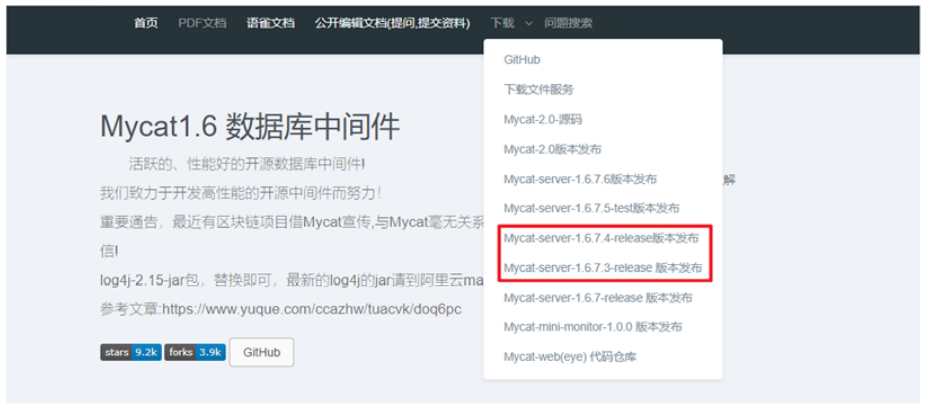 首页 PDF文档 语雀文档 公开编辑文档(提问,提交资料) 下载 问题搜索
GitHub
下载文件服务
Mycat-2.0-源码
Mycat-2.0版本发布
Mycat-server-1.6.7.6版本发布
Mycat-server-1.6.7.5-test版本发布
Mycat-server-1.6.7.4-release版本发布
Mycat-server-1.6.7.3-release 版本发布
Mycat-server-1.6.7-release 版本发布
Mycat-mini-monitor-1.0.0 版本发布
Mycat-web(eye) 代码仓库
Mycat1.6 数据库中间件
活跃的、性能好的开源数据库中间件!
我们致力于开发高性能的开源中间件而努力!
解
重要通告，最近有区块链项目借Mycat宣传,与Mycat毫无关系
信!
log4j-2.15-jar包，替换即可，最新的log4j的jar请到阿里云ma
参考文章:https://www.yuque.com/ccazhw/tuacvk/doq6pc
stars 9.2k forks 3.9k GitHub